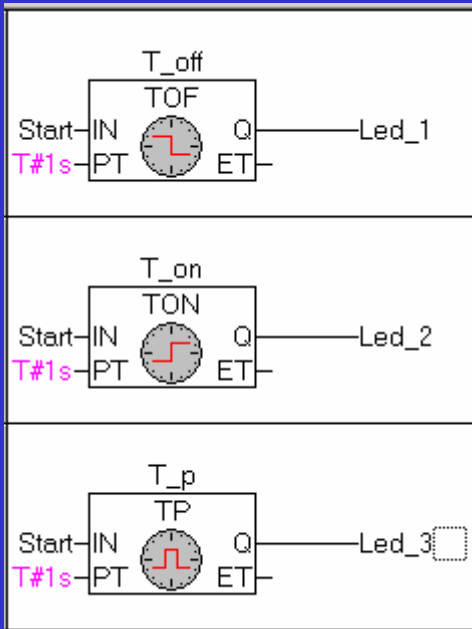 T_off
TOF
Start IN Q Led_1
T#1s PT ET
T_on
TON
Start IN Q Led_2
T#1s PT ET
T_p
TP
Start IN Q Led_3
T#1s PT ET